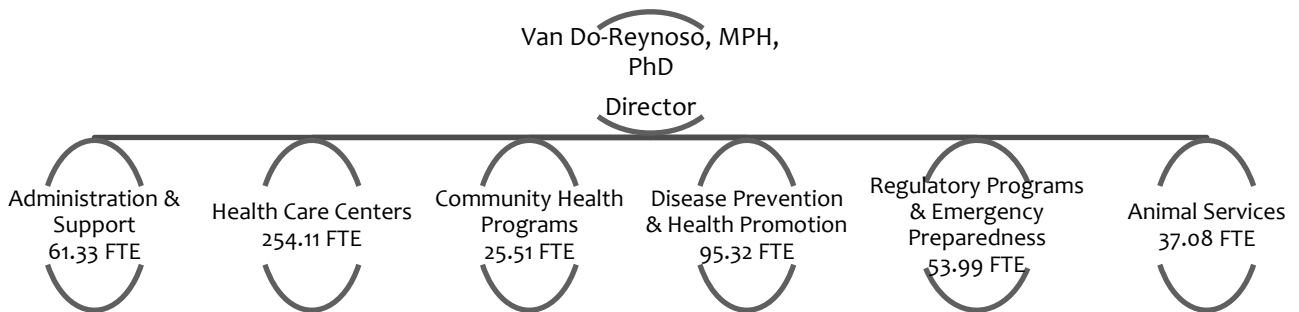 Van Do-Reynoso, MPH,
PhD
Director
Administration &
Support
61.33 FTE
Health Care Centers
254.11 FTE
Community Health
Programs
25.51 FTE
Disease Prevention
& Health Promotion
95.32 FTE
Regulatory Programs
& Emergency
Preparedness
53.99 FTE
Animal Services
37.08 FTE